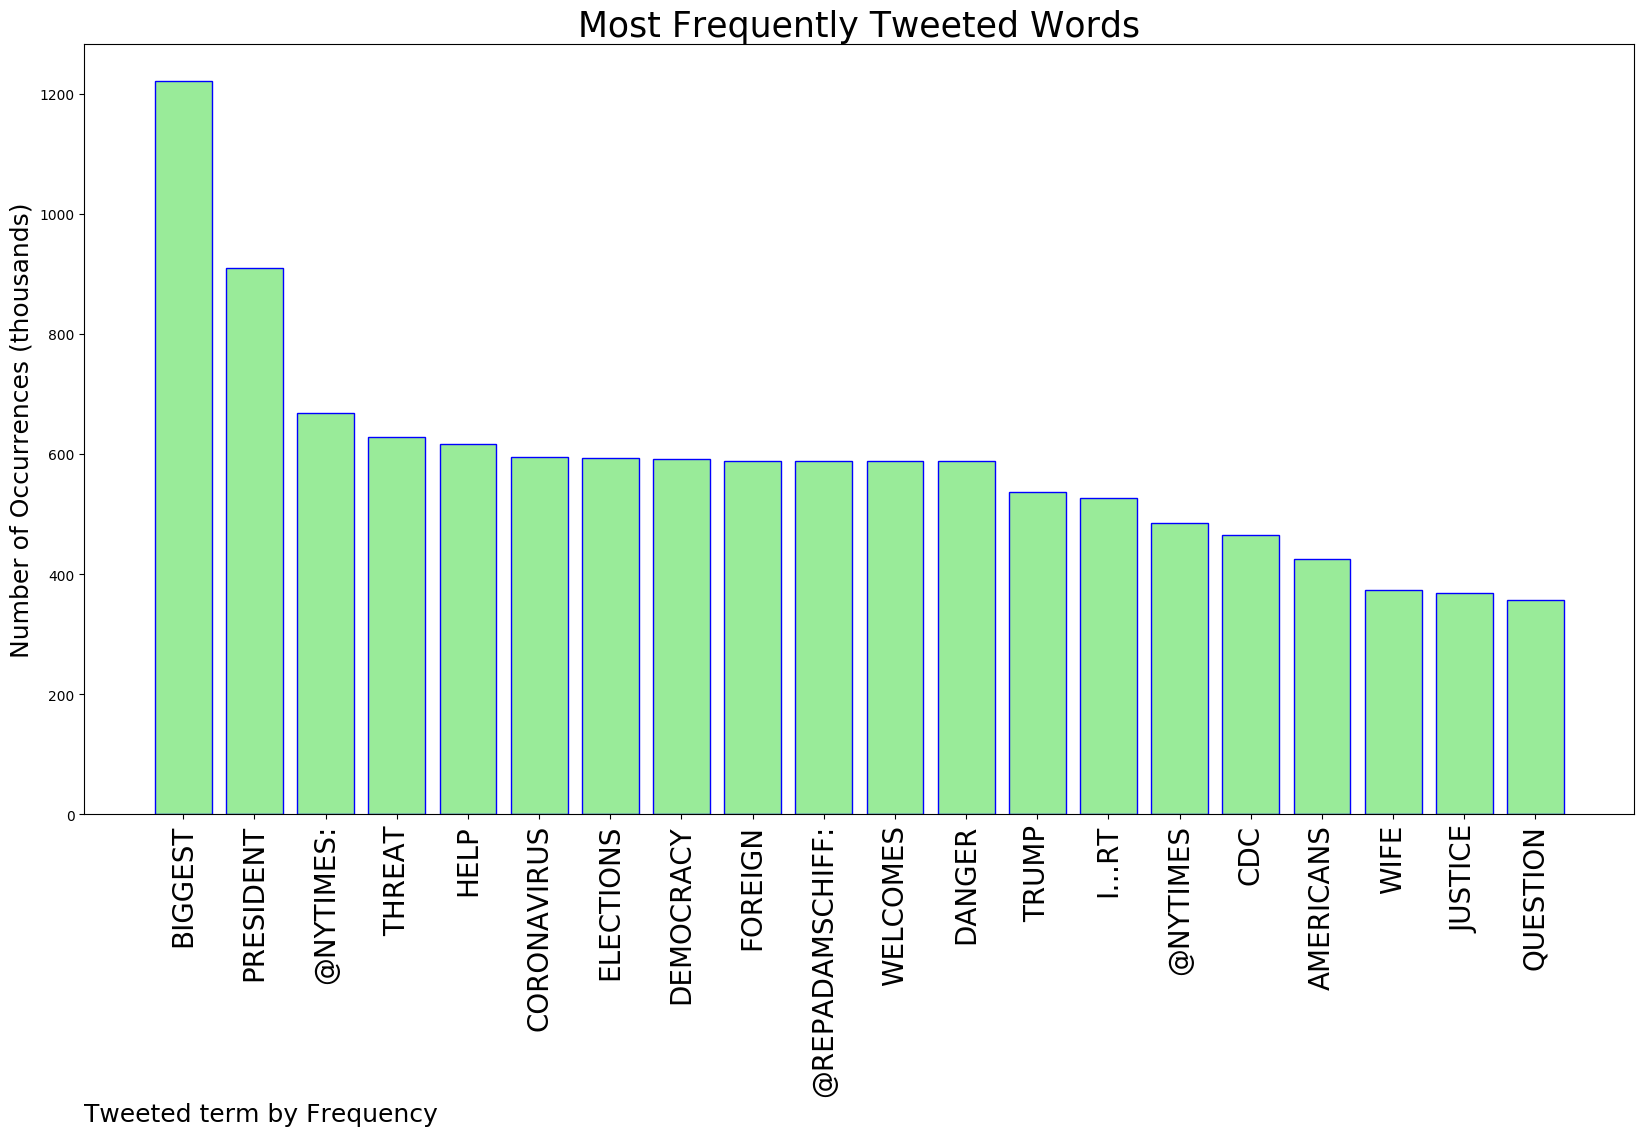 Most Frequently Tweeted Words
Number of Occurrences (thousands)
1200
1000
800
600
400
200
0
BIGGEST
PRESIDENT
@NYTIMES:
THREAT
HELP
CORONAVIRUS
ELECTIONS
DEMOCRACY
FOREIGN
@REPADAMSCHIFF:
WELCOMES
DANGER
TRUMP
I...RT
@NYTIMES
CDC
AMERICANS
WIFE
JUSTICE
QUESTION
Tweeted term by Frequency